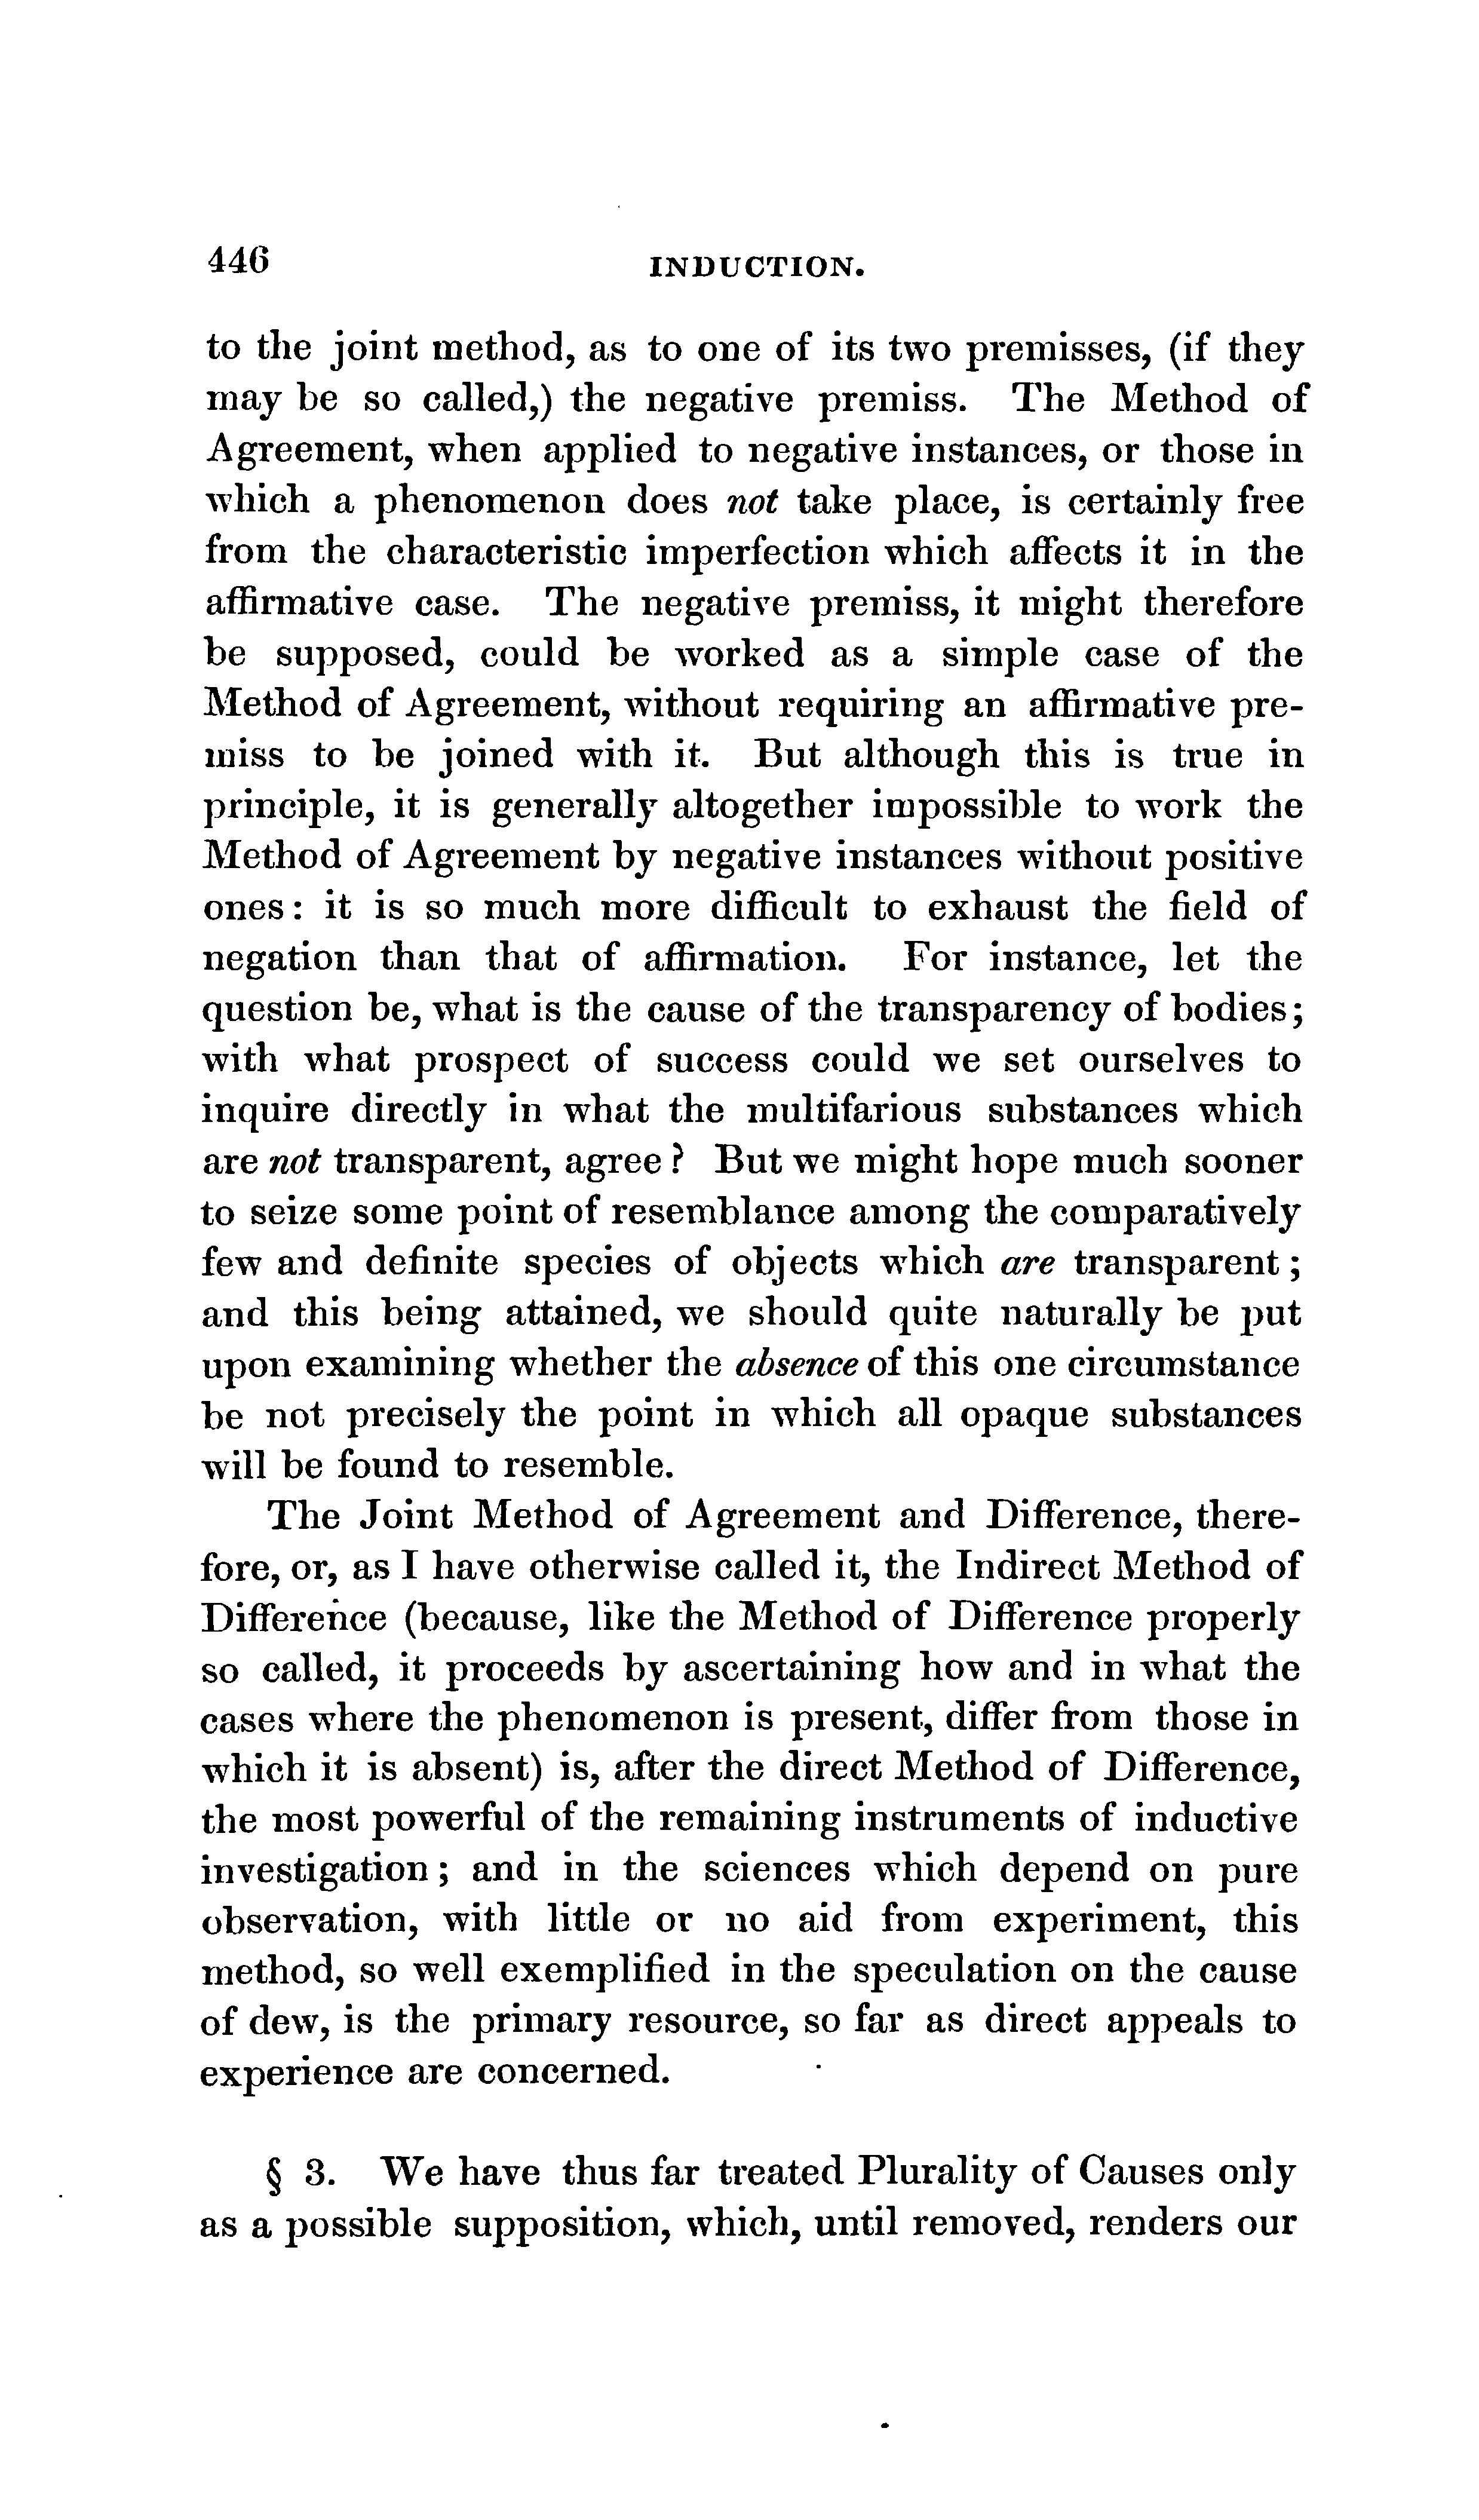 446
INDUCTION.
to the joint method, as to one of its two premisses, (if they
may be so called,) the negative premiss. The Method of
Agreement, when applied to negative instances, or those in
which a phenomenon does not take place, is certainly free
from the characteristic imperfection which affects it in the
affirmative case. The negative premiss, it might therefore
be supposed, could be worked as a simple case of the
Method of Agreement, without requiring an affirmative pre-
miss to be joined with it. But although this is true in
principle, it is generally altogether impossible to work the
Method of Agreement by negative instances without positive
ones: it is so much more difficult to exhaust the field of
negation than that of affirmation. For instance, let the
question be, what is the cause of the transparency of bodies;
with what prospect of success could we set ourselves to
inquire directly in what the multifarious substances which
are not transparent, agree? But we might hope much sooner
to seize some point of resemblance among the comparatively
few and definite species of objects which are transparent;
and this being attained, we should quite naturally be put
upon examining whether the absence of this one circumstance
be not precisely the point in which all opaque substances
will be found to resemble.
The Joint Method of Agreement and Difference, there-
fore, or, as I have otherwise called it, the Indirect Method of
Difference (because, like the Method of Difference properly
so called, it proceeds by ascertaining how and in what the
cases where the phenomenon is present, differ from those in
which it is absent) is, after the direct Method of Difference,
the most powerful of the remaining instruments of inductive
investigation; and in the sciences which depend on pure
observation, with little or no aid from experiment, this
method, so well exemplified in the speculation on the cause
of dew, is the primary resource, so far as direct appeals to
experience are concerned.
§ 3. We have thus far treated Plurality of Causes only
as a possible supposition, which, until removed, renders our